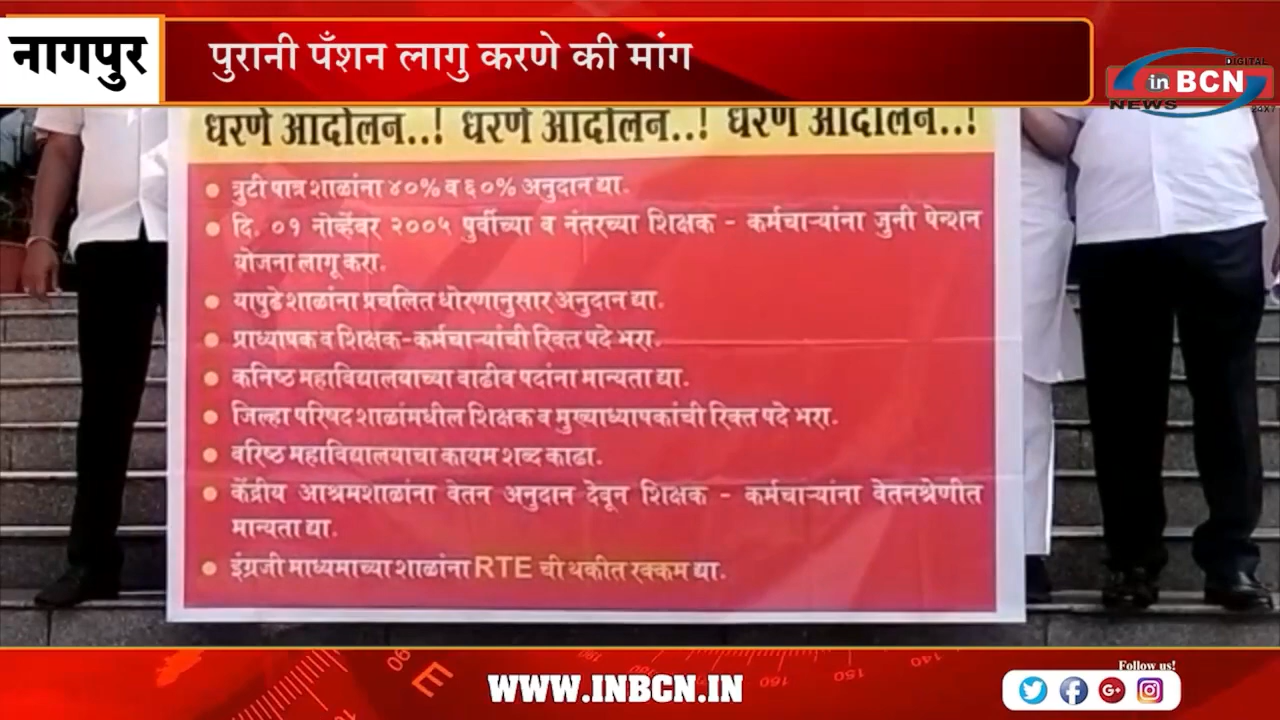 नागपुर
पुरानी पँशन लागु करणे की मांग
DIGITAL
in BCN
NEWS 24X7
धरणे आदोलन..! धरणे आदोलन..! धरणे आदोलन..!
• त्रुटी पात्र शाळांना ४०% व ६०% अनुदान द्या.
• दि. ०१ नोव्हेंबर २००५ पुर्वीच्या व नंतरच्या शिक्षक - कर्मचाऱ्यांना जुनी पेन्शन
योजना लागू करा.
• यापुढे शाळांना प्रचलित धोरणानुसार अनुदान द्या.
• प्राध्यापक व शिक्षक-कर्मचाऱ्यांची रिक्त पदे भरा.
• कनिष्ठ महाविद्यालयाच्या वाढीव पदांना मान्यता द्या.
• जिल्हा परिषद शाळांमधील शिक्षक व मुख्याध्यापकांची रिक्त पदे भरा.
• वरिष्ठ महाविद्यालयाचा कायम शब्द काढा.
• केंद्रीय आश्रमशाळांना वेतन अनुदान देवून शिक्षक - कर्मचाऱ्यांना वेतनश्रेणीत
मान्यता द्या.
• इंग्रजी माध्यमाच्या शाळांना RTE ची थकीत रक्कम द्या.
WWW.INBCN.IN
Follow us!